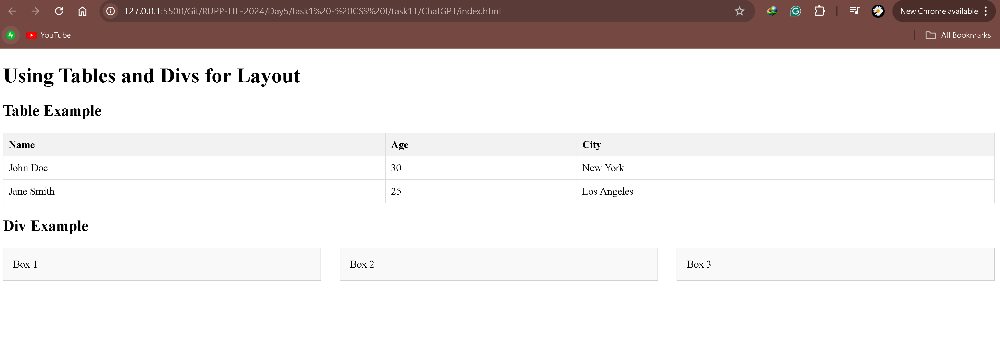 127.0.0.1:5500/Git/RUPP-ITE-2024/Day5/task1%20-%20CSS%20I/task11/ChatGPT/index.html
New Chrome available
YouTube
All Bookmarks
Using Tables and Divs for Layout
Table Example
Name Age City
John Doe 30 New York
Jane Smith 25 Los Angeles
Div Example
Box 1 Box 2 Box 3